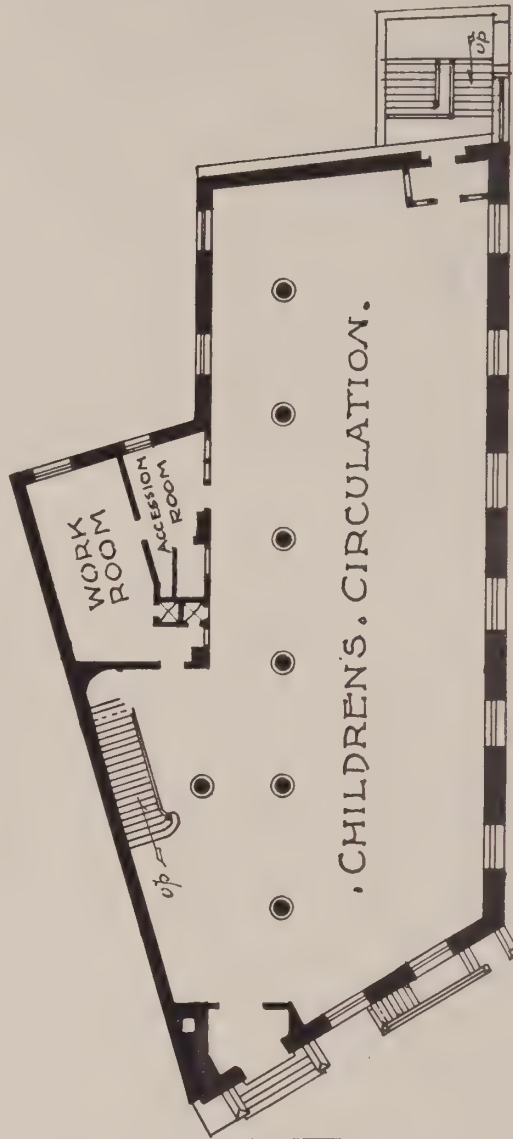 up
WORK
ROOM
ACCESSION
ROOM
up
.CHILDREN'S.CIRCULATION.